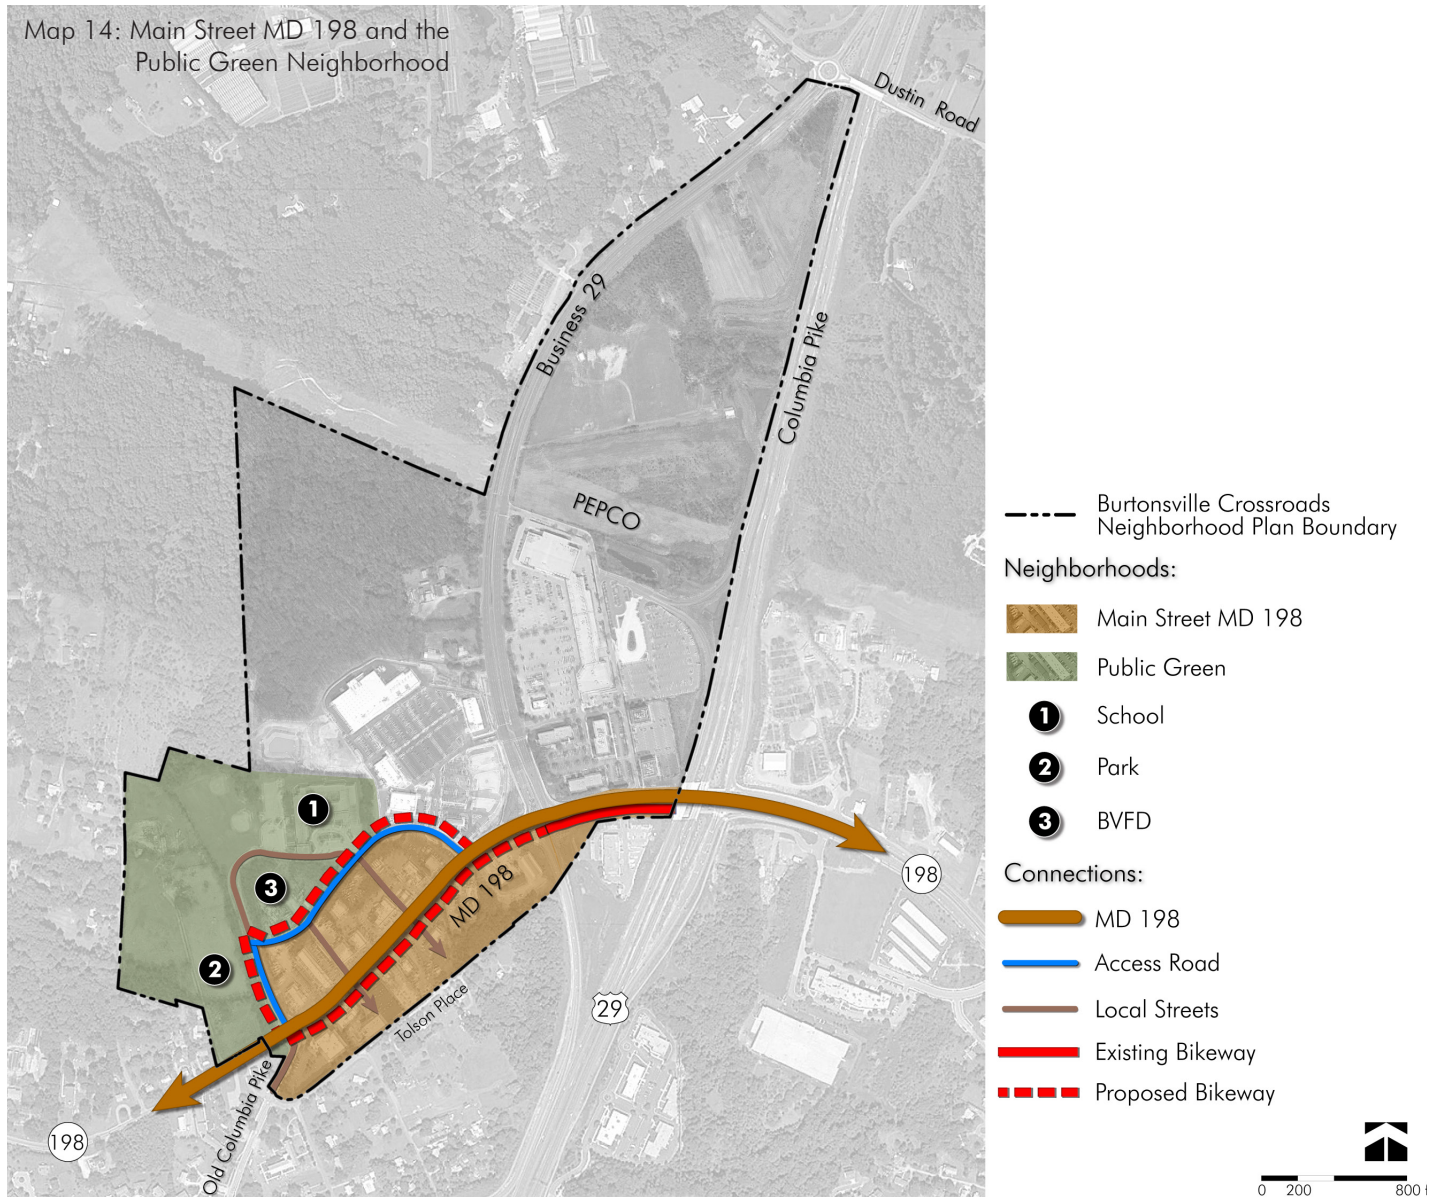 Map 14: Main Street MD 198 and the
Public Green Neighborhood
Dustin Road
Business 29
Columbia Pike
PEPCO
1
3
2
MD 198
198
Tolson Place
29
Old Columbia Pike
198
Burtonsville Crossroads
Neighborhood Plan Boundary
Neighborhoods:
Main Street MD 198
Public Green
1 School
2 Park
3 BVFD
Connections:
MD 198
Access Road
Local Streets
Existing Bikeway
Proposed Bikeway
0 200 800 f